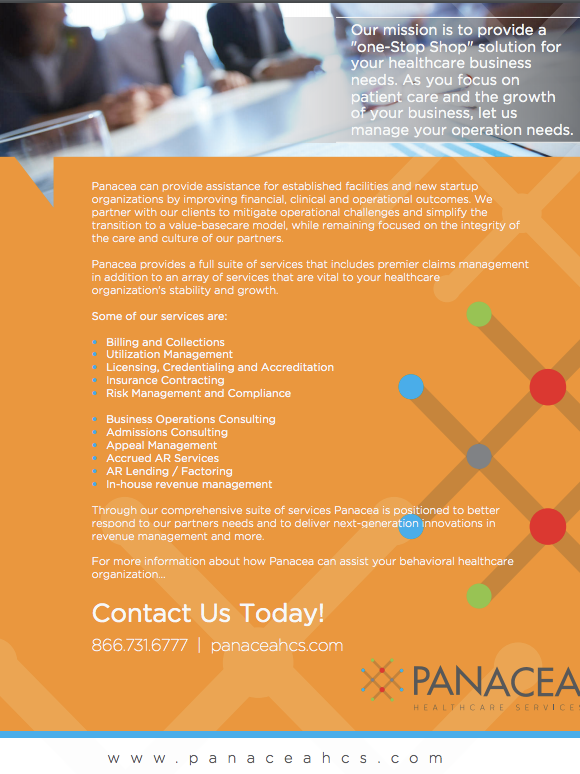 Our mission is to provide a
"one-Stop Shop" solution for
your healthcare business
needs. As you focus on
patient care and the growth
of your business, let us
manage your operation needs.
Panacea can provide assistance for established facilities and new startup
organizations by improving financial, clinical and operational outcomes. We
partner with our clients to mitigate operational challenges and simplify the
transition to a value-basecare model, while remaining focused on the integrity of
the care and culture of our partners.
Panacea provides a full suite of services that includes premier claims management
in addition to an array of services that are vital to your healthcare
organization's stability and growth.
Some of our services are:
• Billing and Collections
• Utilization Management
• Licensing, Credentialing and Accreditation
• Insurance Contracting
• Risk Management and Compliance
• Business Operations Consulting
• Admissions Consulting
• Appeal Management
• Accrued AR Services
• AR Lending / Factoring
• In-house revenue management
Through our comprehensive suite of services Panacea is positioned to better
respond to our partners needs and to deliver next-generation innovations in
revenue management and more.
For more information about how Panacea can assist your behavioral healthcare
organization...
Contact Us Today!
866.731.6777 | panaceahcs.com
PANACEA
HEALTHCARE SERVICES
www.panaceahcs.com